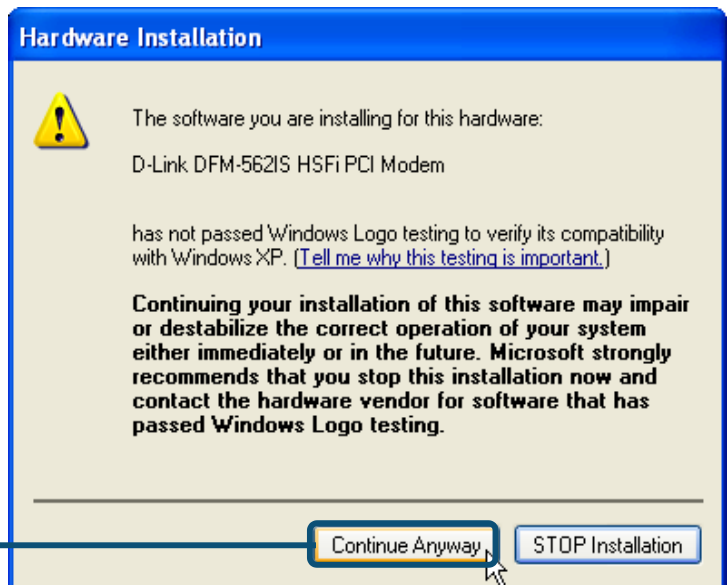 Hardware Installation
The software you are installing for this hardware:
D-Link DFM-562IS HSFi PCI Modem
has not passed Windows Logo testing to verify its compatibility
with Windows XP. (Tell me why this testing is important.)
Continuing your installation of this software may impair
or destabilize the correct operation of your system
either immediately or in the future. Microsoft strongly
recommends that you stop this installation now and
contact the hardware vendor for software that has
passed Windows Logo testing.
Continue Anyway
STOP Installation